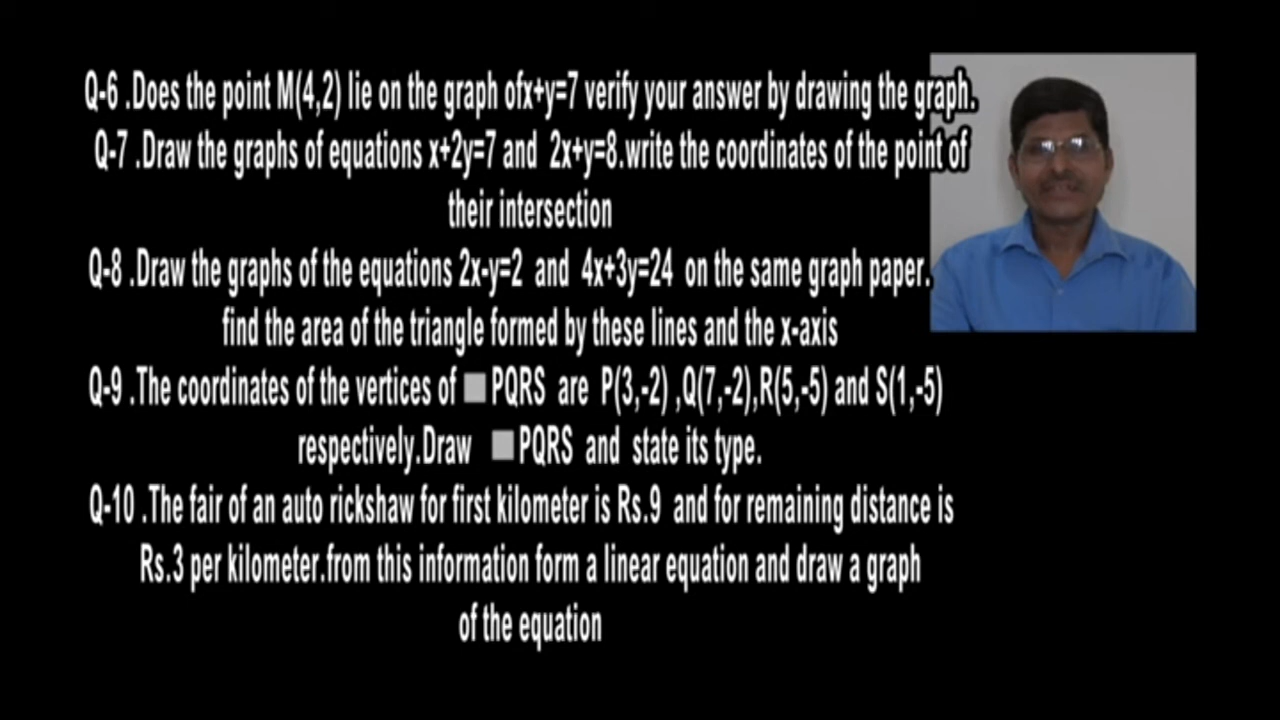 Q-6 .Does the point M(4,2) lie on the graph ofx+y=7 verify your answer by drawing the graph.
Q-7 .Draw the graphs of equations x+2y=7 and 2x+y=8.write the coordinates of the point of
their intersection
Q-8 .Draw the graphs of the equations 2x-y=2 and 4x+3y=24 on the same graph paper.
find the area of the triangle formed by these lines and the x-axis
Q-9 .The coordinates of the vertices of ■ PQRS are P(3,-2) ,Q(7,-2),R(5,-5) and S(1,-5)
respectively.Draw ■ PQRS and state its type.
Q-10 .The fair of an auto rickshaw for first kilometer is Rs.9 and for remaining distance is
Rs.3 per kilometer.from this information form a linear equation and draw a graph
of the equation